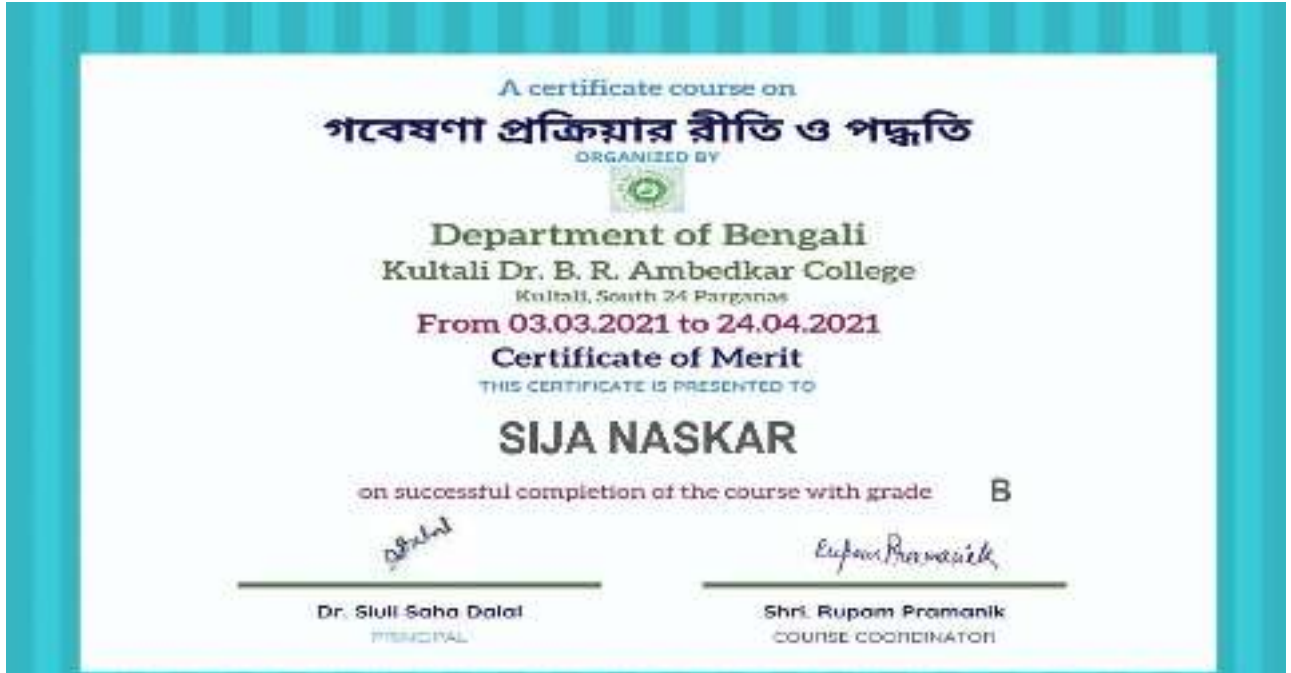 A certificate course on
গবেষণা প্রক্রিয়ার রীতি ও পদ্ধতি
ORGANIZED BY
Department of Bengali
Kultali Dr. B. R. Ambedkar College
Kultali, South 24 Parganas
From 03.03.2021 to 24.04.2021
Certificate of Merit
THIS CERTIFICATE IS PRESENTED TO
SIJA NASKAR
on successful completion of the course with grade B
Rupam Pramanik
Dr. Siuli Saha Dalal Shri. Rupam Pramanik
PRINCIPAL COURSE COORDINATOR